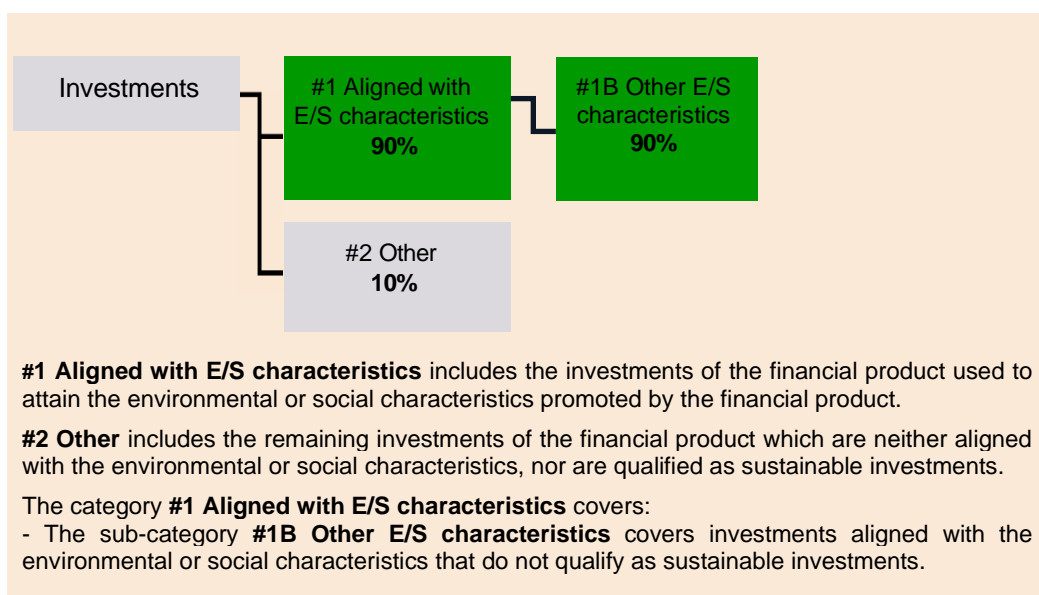 Investments
#1 Aligned with
E/S characteristics
90%
#1B Other E/S
characteristics
90%
#2 Other
10%
#1 Aligned with E/S characteristics includes the investments of the financial product used to
attain the environmental or social characteristics promoted by the financial product.
#2 Other includes the remaining investments of the financial product which are neither aligned
with the environmental or social characteristics, nor are qualified as sustainable investments.
The category #1 Aligned with E/S characteristics covers:
- The sub-category #1B Other E/S characteristics covers investments aligned with the
environmental or social characteristics that do not qualify as sustainable investments.